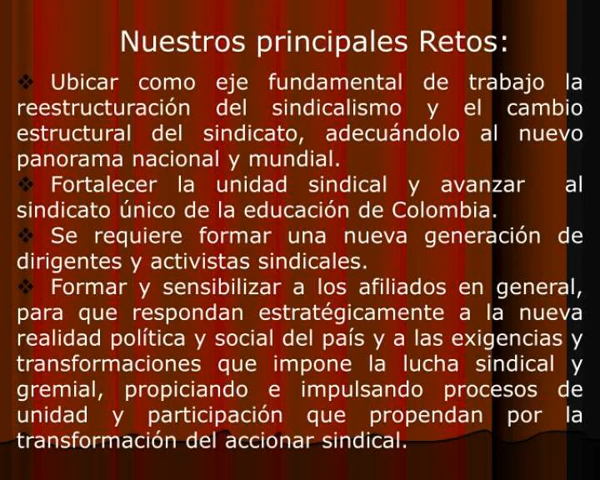 Nuestros principales Retos:
❖ Ubicar como eje fundamental de trabajo la
reestructuración del sindicalismo y el cambio
estructural del sindicato, adecuándolo al nuevo
panorama nacional y mundial.
❖ Fortalecer la unidad sindical y avanzar al
sindicato único de la educación de Colombia.
❖ Se requiere formar una nueva generación de
dirigentes y activistas sindicales.
❖ Formar y sensibilizar a los afiliados en general,
para que respondan estratégicamente a la nueva
realidad política y social del país y a las exigencias y
transformaciones que impone la lucha sindical y
gremial, propiciando e impulsando procesos de
unidad y participación que propendan por la
transformación del accionar sindical.